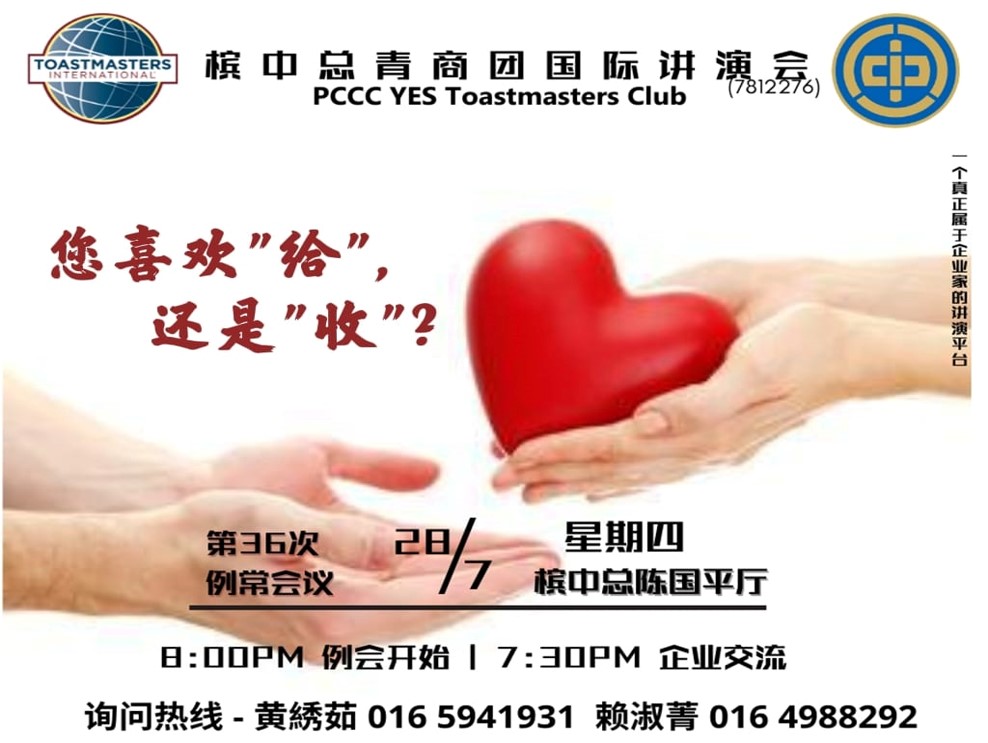 TOASTMASTERS
INTERNATIONAL
槟中总青商团国际讲演会
(7812276)
PCCC YES Toastmasters Club
一个真正属于企业家的讲演平台
您喜欢"给",
还是"收"?
第36次
例常会议
28/7
星期四
槟中总陈国平厅
8:00PM 例会开始 | 7:30PM 企业交流
询问热线 - 黄綉茹 016 5941931 赖淑菁 016 4988292